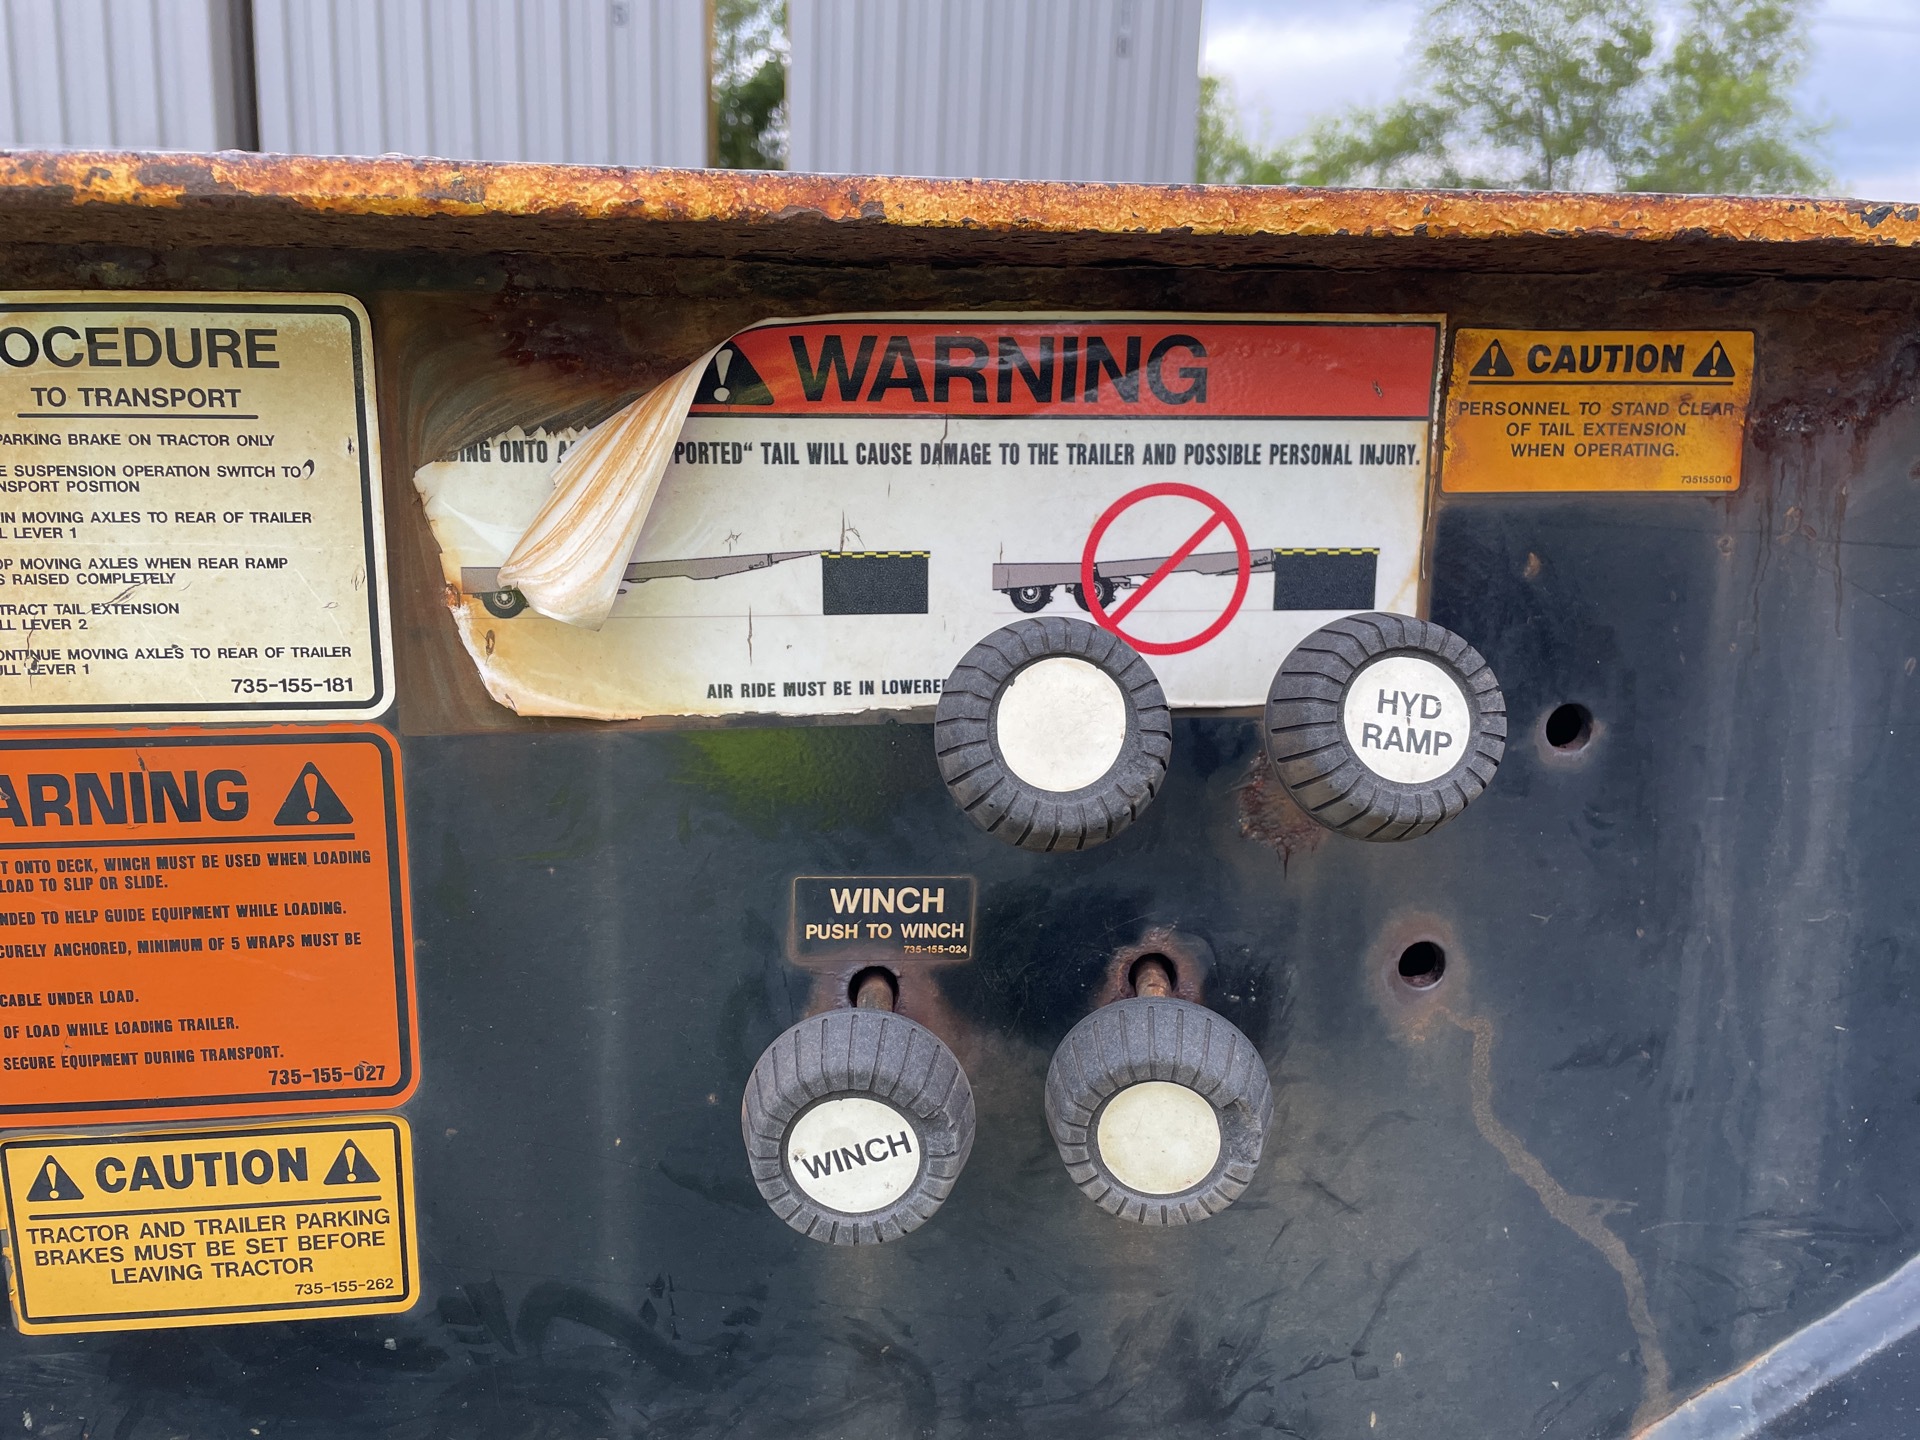 OCEDURE
TO TRANSPORT
PARKING BRAKE ON TRACTOR ONLY
E SUSPENSION OPERATION SWITCH TO
NSPORT POSITION
IN MOVING AXLES TO REAR OF TRAILER
L LEVER 1
OP MOVING AXLES WHEN REAR RAMP
S RAISED COMPLETELY
TRACT TAIL EXTENSION
LL LEVER 2
ONTINUE MOVING AXLES TO REAR OF TRAILER
ULL LEVER 1
735-155-181
ARNING
T ONTO DECK, WINCH MUST BE USED WHEN LOADING
LOAD TO SLIP OR SLIDE.
NDED TO HELP GUIDE EQUIPMENT WHILE LOADING.
CURELY ANCHORED, MINIMUM OF 5 WRAPS MUST BE
CABLE UNDER LOAD.
OF LOAD WHILE LOADING TRAILER.
SECURE EQUIPMENT DURING TRANSPORT.
735-155-027
CAUTION
TRACTOR AND TRAILER PARKING
BRAKES MUST BE SET BEFORE
LEAVING TRACTOR
735-155-262
WARNING
DING ONTO A PORTED“ TAIL WILL CAUSE DAMAGE TO THE TRAILER AND POSSIBLE PERSONAL INJURY.
AIR RIDE MUST BE IN LOWERE
CAUTION
PERSONNEL TO STAND CLEAR
OF TAIL EXTENSION
WHEN OPERATING.
735155010
HYD
RAMP
WINCH
PUSH TO WINCH
735-155-024
WINCH